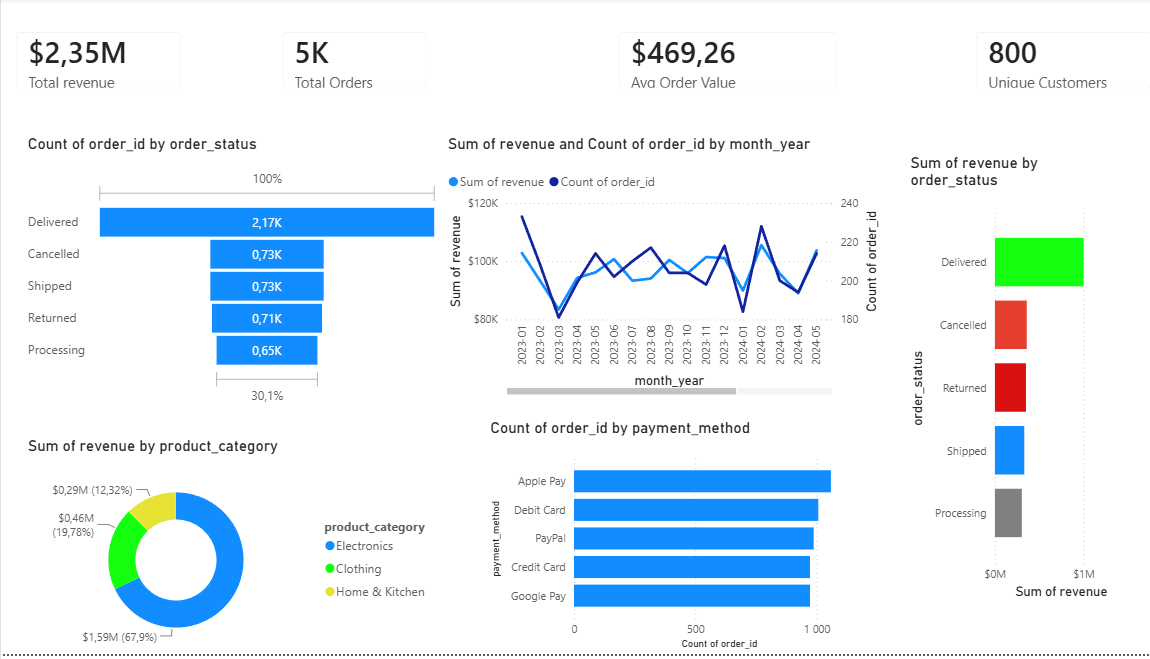 $2,35M
Total revenue
5K
Total Orders
$469,26
Avg Order Value
800
Unique Customers
Count of order_id by order_status
100%
Delivered 2,17K
Cancelled 0,73K
Shipped 0,73K
Returned 0,71K
Processing 0,65K
30,1%
Sum of revenue and Count of order_id by month_year
Sum of revenue Count of order_id
$120K
$100K
$80K
Sum of revenue
240
220
200
180
Count of order_id
2023-01
2023-02
2023-03
2023-04
2023-05
2023-06
2023-07
2023-08
2023-09
2023-10
2023-11
2023-12
2024-01
2024-02
2024-03
2024-04
2024-05
month_year
Sum of revenue by
order_status
order_status
Delivered
Cancelled
Returned
Shipped
Processing
$0M $1M
Sum of revenue
Sum of revenue by product_category
$0,29M (12,32%)
$0,46M
(19,78%)
$1,59M (67,9%)
product_category
Electronics
Clothing
Home & Kitchen
Count of order_id by payment_method
payment_method
Apple Pay
Debit Card
PayPal
Credit Card
Google Pay
0 500 1 000
Count of order_id